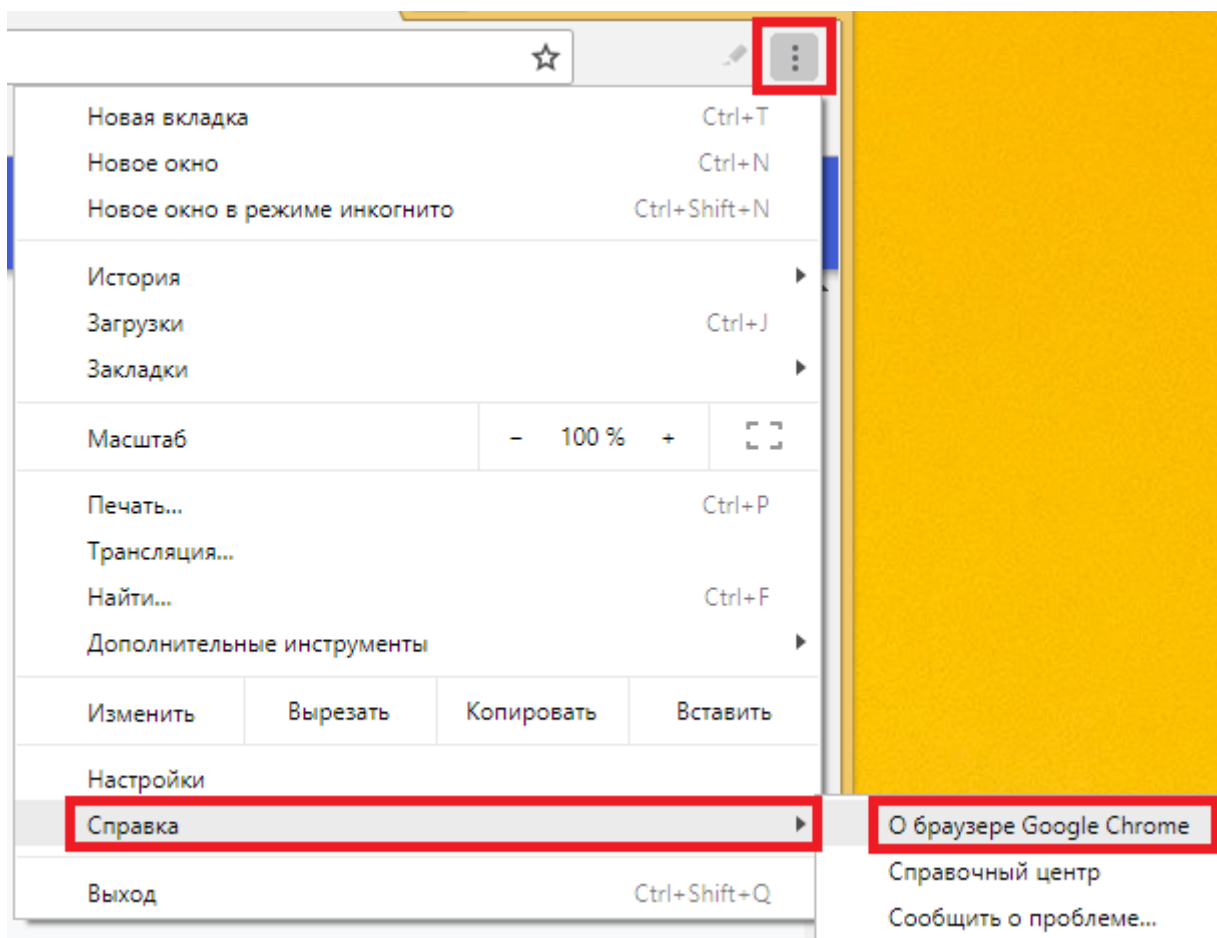 Новая вкладка Ctrl+T
Новое окно Ctrl+N
Новое окно в режиме инкогнито Ctrl+Shift+N
История
Загрузки Ctrl+J
Закладки
Масштаб - 100 % +
Печать... Ctrl+P
Трансляция...
Найти... Ctrl+F
Дополнительные инструменты
Изменить Вырезать Копировать Вставить
Настройки
Справка
О браузере Google Chrome
Справочный центр
Выход Ctrl+Shift+Q
Сообщить о проблеме...